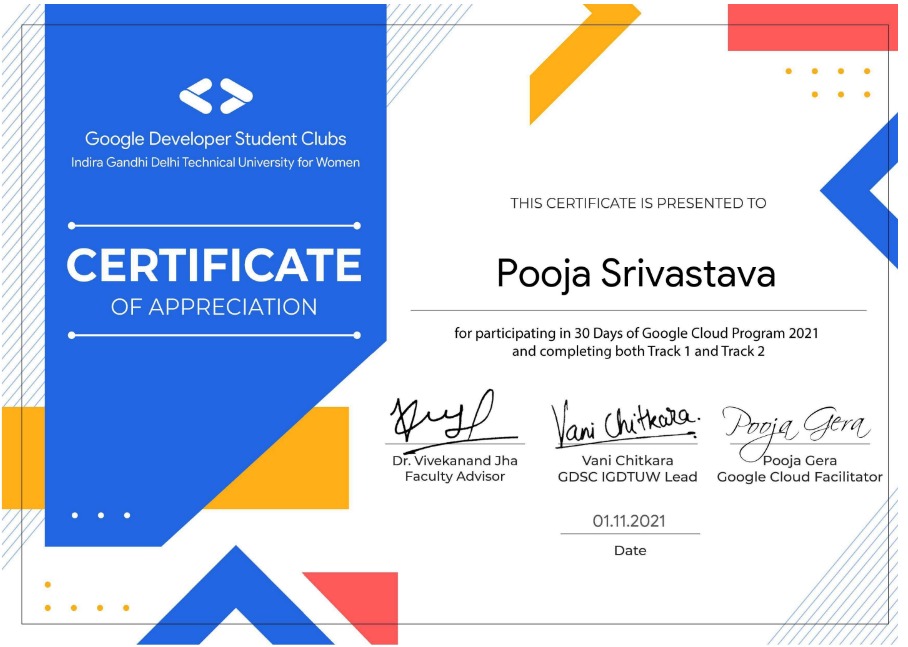 Google Developer Student Clubs
Indira Gandhi Delhi Technical University for Women
CERTIFICATE
OF APPRECIATION
THIS CERTIFICATE IS PRESENTED TO
Pooja Srivastava
for participating in 30 Days of Google Cloud Program 2021
and completing both Track 1 and Track 2
Vani Chitkara.
Pooja Gera
Dr. Vivekanand Jha
Faculty Advisor
Vani Chitkara
GDSC IGDTUW Lead
Pooja Gera
Google Cloud Facilitator
01.11.2021
Date